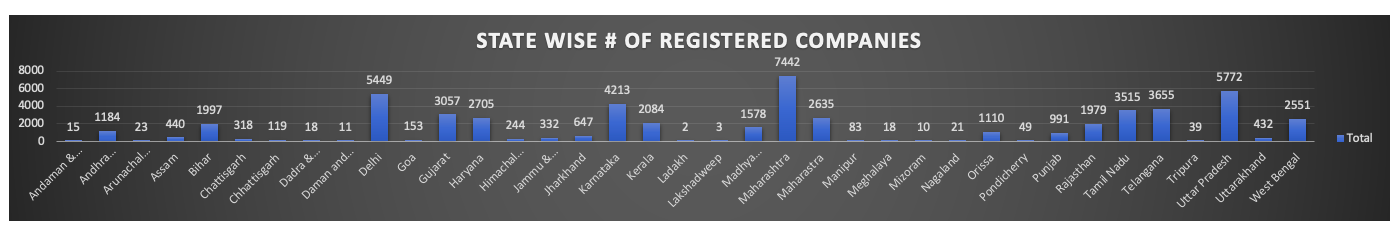 STATE WISE # OF REGISTERED COMPANIES
8000
6000
4000
2000
0
15
1184
23
440
1997
318
119
18
11
5449
153
3057
2705
244
332
647
4213
2084
2
3
1578
7442
2635
83
18
10
21
1110
49
991
1979
3515
3655
39
5772
432
2551
Andaman &...
Andhra...
Arunachal...
Assam
Bihar
Chattisgarh
Chhattisgarh
Dadra &...
Daman and...
Delhi
Goa
Gujarat
Haryana
Himachal...
Jammu &...
Jharkhand
Karnataka
Kerala
Ladakh
Lakshadweep
Madhya...
Maharashtra
Maharastra
Manipur
Meghalaya
Mizoram
Nagaland
Orissa
Pondicherry
Punjab
Rajasthan
Tamil Nadu
Telangana
Tripura
Uttar Pradesh
Uttarakhand
West Bengal
Total